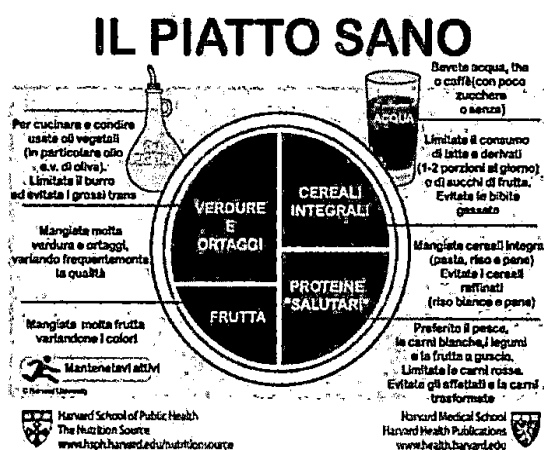 IL PIATTO SANO
Per cucinare e condire
usate oli vegetali
(in particolare olio
e.v. di oliva).
Limitate il burro
ed evitate i grassi trans
Mangiate molta
verdura e ortaggi,
variando frequentemente
la qualità
Mangiate molta frutta
variandone i colori
Mantenetevi attivi
© Harvard University
VERDURE
E
ORTAGGI
FRUTTA
CEREALI
INTEGRALI
PROTEINE
"SALUTARI"
ACQUA
Bevete acqua, the
o caffè (con poco
zucchero
o senza)
Limitate il consumo
di latte e derivati
(1-2 porzioni al giorno)
o di succhi di frutta.
Evitate le bibite
gassate
Mangiate cereali integrali
(pasta, riso e pane)
Evitate i cereali
raffinati
(riso bianco e pane)
Preferite il pesce,
le carni bianche, i legumi
e la frutta a guscio.
Limitate le carni rosse.
Evitate gli affettati e la carni
trasformate
Harvard School of Public Health
The Nutrition Source
www.hsph.harvard.edu/nutritionsource
Harvard Medical School
Harvard Health Publications
www.health.harvard.edu